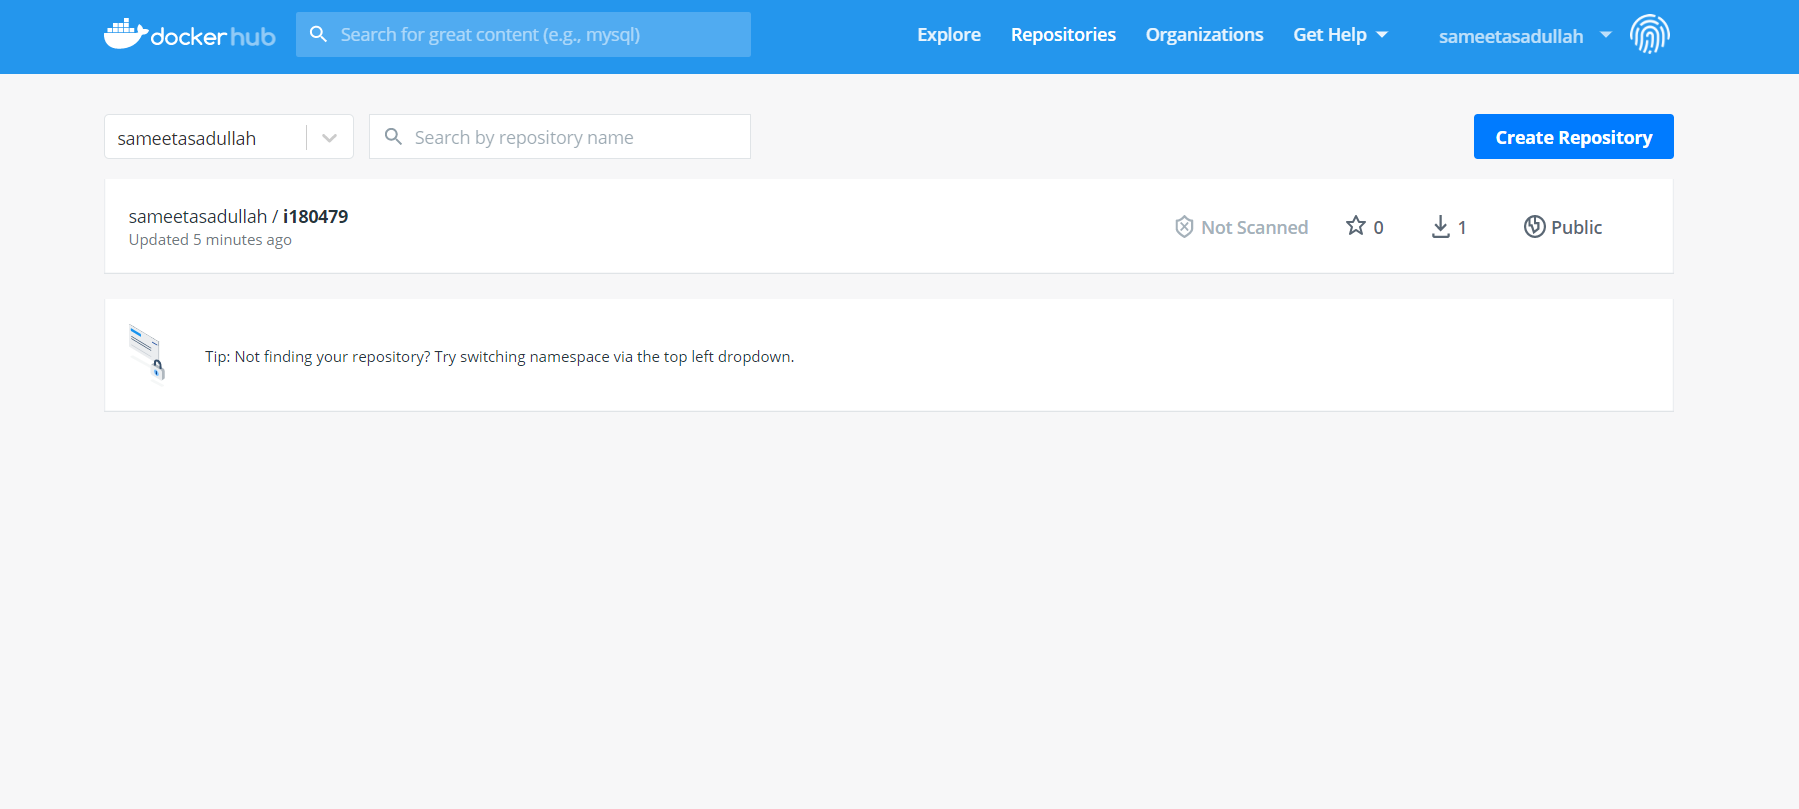 docker hub
Search for great content (e.g., mysql)
Explore
Repositories
Organizations
Get Help
sameetasadullah
sameetasadullah
Search by repository name
Create Repository
sameetasadullah / i180479
Updated 5 minutes ago
Not Scanned
0
1
Public
Tip: Not finding your repository? Try switching namespace via the top left dropdown.